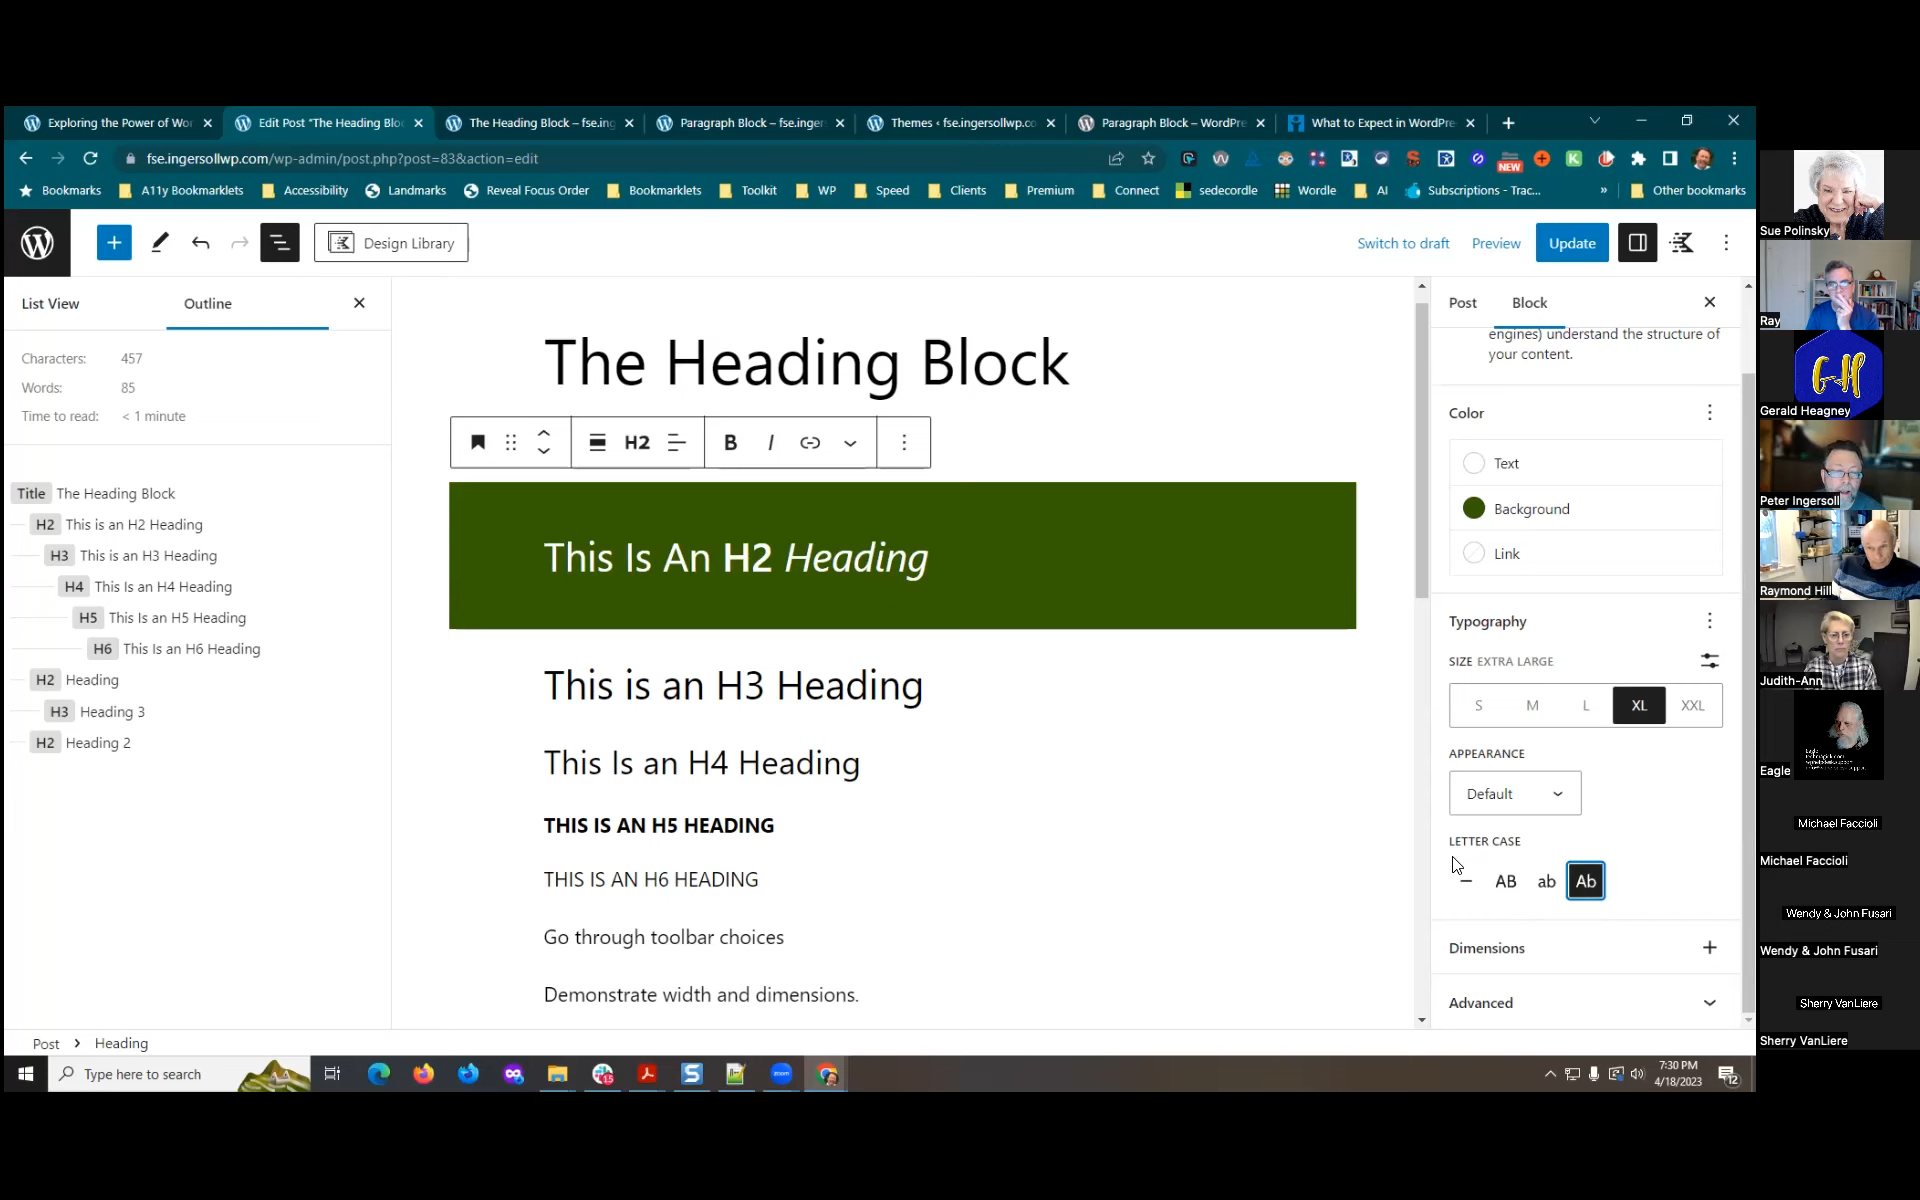 Exploring the Power of Wor
Edit Post "The Heading Bloc
The Heading Block – fse.ing
Paragraph Block – fse.inger
Themes ‹ fse.ingersollwp.co
Paragraph Block – WordPre
What to Expect in WordPre
fse.ingersollwp.com/wp-admin/post.php?post=83&action=edit
NEW
Bookmarks
A11y Bookmarklets
Accessibility
Landmarks
Reveal Focus Order
Bookmarklets
Toolkit
WP
Speed
Clients
Premium
Connect
sedecordle
Wordle
AI
Subscriptions - Trac...
»
Other bookmarks
Design Library
Switch to draft
Preview
Update
List View
Outline
Characters: 457
Words: 85
Time to read: < 1 minute
Title The Heading Block
H2 This is an H2 Heading
H3 This is an H3 Heading
H4 This Is an H4 Heading
H5 This Is an H5 Heading
H6 This Is an H6 Heading
H2 Heading
H3 Heading 3
H2 Heading 2
The Heading Block
H2
B I
This Is An H2 Heading
This is an H3 Heading
This Is an H4 Heading
THIS IS AN H5 HEADING
THIS IS AN H6 HEADING
Go through toolbar choices
Demonstrate width and dimensions.
Post
Block
engines) understand the structure of
your content.
Color
Text
Background
Link
Typography
SIZE EXTRA LARGE
S M L XL XXL
APPEARANCE
Default
LETTER CASE
– AB ab Ab
Dimensions
Advanced
Post > Heading
Type here to search
15
zoom
7:30 PM
4/18/2023
12
Sue Polinsky
Ray
GH
Gerald Heagney
Peter Ingersoll
Raymond Hill
Judith-Ann
Eagle
Michael Faccioli
Michael Faccioli
Wendy & John Fusari
Wendy & John Fusari
Sherry VanLiere
Sherry VanLiere